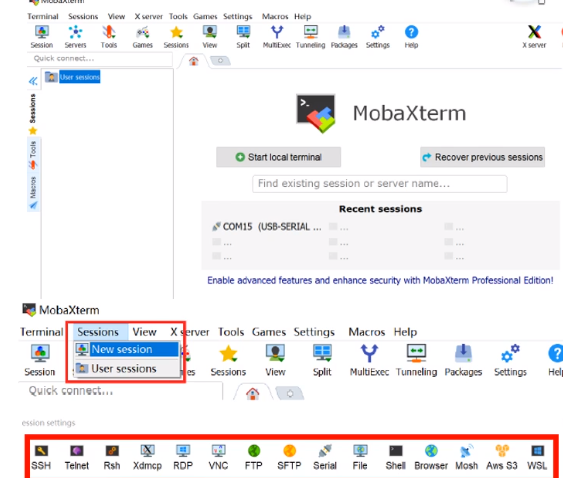 MobaXterm
Terminal Sessions View X server Tools Games Settings Macros Help
Session Servers Tools Games Sessions View Split MultiExec Tunneling Packages Settings Help X server
Quick connect...
User sessions
Sessions
Tools
Macros
MobaXterm
Start local terminal Recover previous sessions
Find existing session or server name...
Recent sessions
COM15 (USB-SERIAL ... ... ...
... ... ...
... ... ...
Enable advanced features and enhance security with MobaXterm Professional Edition!
MobaXterm
Terminal Sessions View X server Tools Games Settings Macros Help
New session
User sessions
Session Sessions View Split MultiExec Tunneling Packages Settings Help
Quick connect...
ession settings
SSH Telnet Rsh Xdmcp RDP VNC FTP SFTP Serial File Shell Browser Mosh Aws S3 WSL